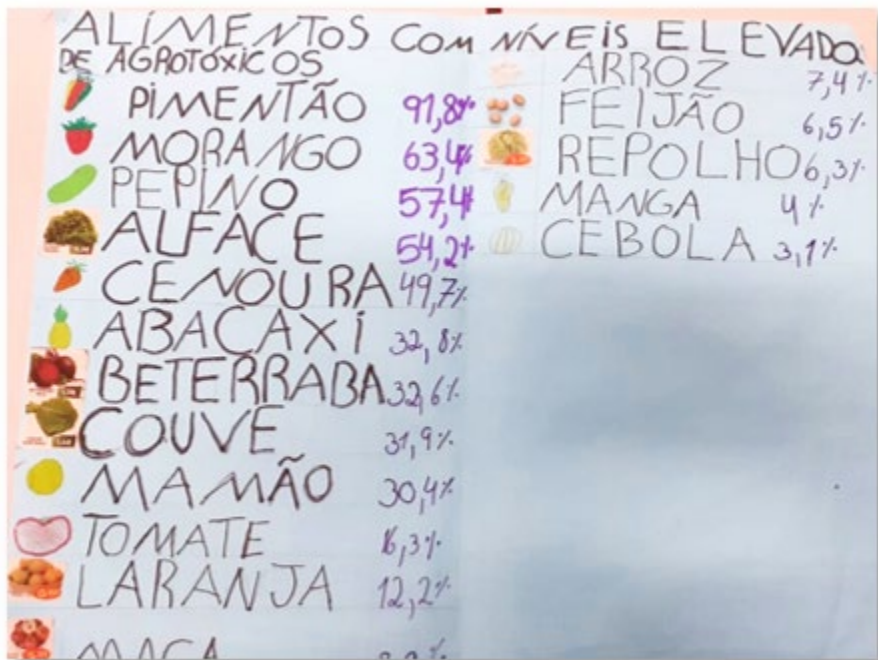 ALIMENTOS COM NÍVEIS ELEVADO
DE AGROTÓXICOS
PIMENTÃO 91,8%
MORANGO 63,4%
PEPINO 57,4%
ALFACE 54,2%
CENOURA 49,7%
ABACAXI 32,8%
BETERRABA 32,6%
COUVE 31,9%
MAMÃO 30,4%
TOMATE 16,3%
LARANJA 12,2%
ARROZ 7,4%
FEIJÃO 6,5%
REPOLHO 6,3%
MANGA 4%
CEBOLA 3,1%